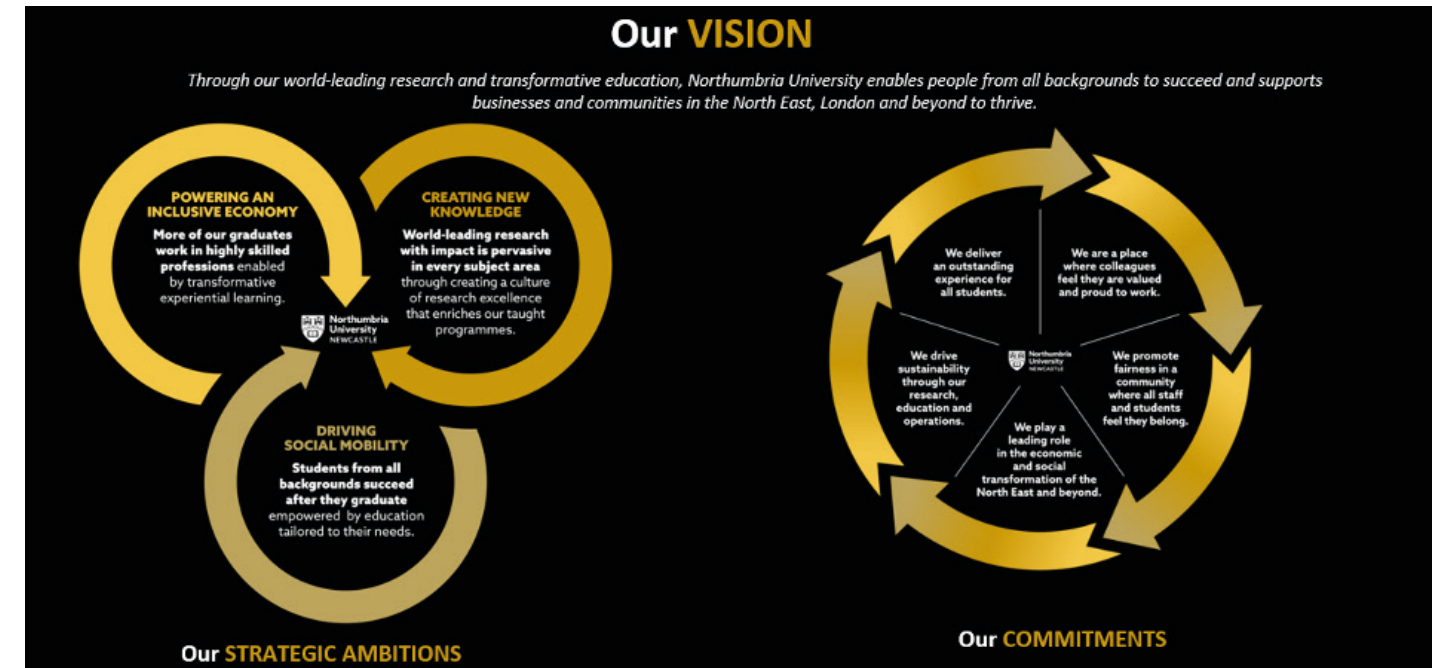 Our VISION
Through our world-leading research and transformative education, Northumbria University enables people from all backgrounds to succeed and supports
businesses and communities in the North East, London and beyond to thrive.
POWERING AN
INCLUSIVE ECONOMY
More of our graduates
work in highly skilled
professions enabled
by transformative
experiential learning.
CREATING NEW
KNOWLEDGE
World-leading research
with impact is pervasive
in every subject area
through creating a culture
of research excellence
that enriches our taught
programmes.
Northumbria
University
NEWCASTLE
DRIVING
SOCIAL MOBILITY
Students from all
backgrounds succeed
after they graduate
empowered by education
tailored to their needs.
Our STRATEGIC AMBITIONS
We deliver
an outstanding
experience for
all students.
We are a place
where colleagues
feel they are valued
and proud to work.
We drive
sustainability
through our
research,
education and
operations.
Northumbria
University
NEWCASTLE
We promote
fairness in a
community
where all staff
and students
feel they belong.
We play a
leading role
in the economic
and social
transformation of the
North East and beyond.
Our COMMITMENTS